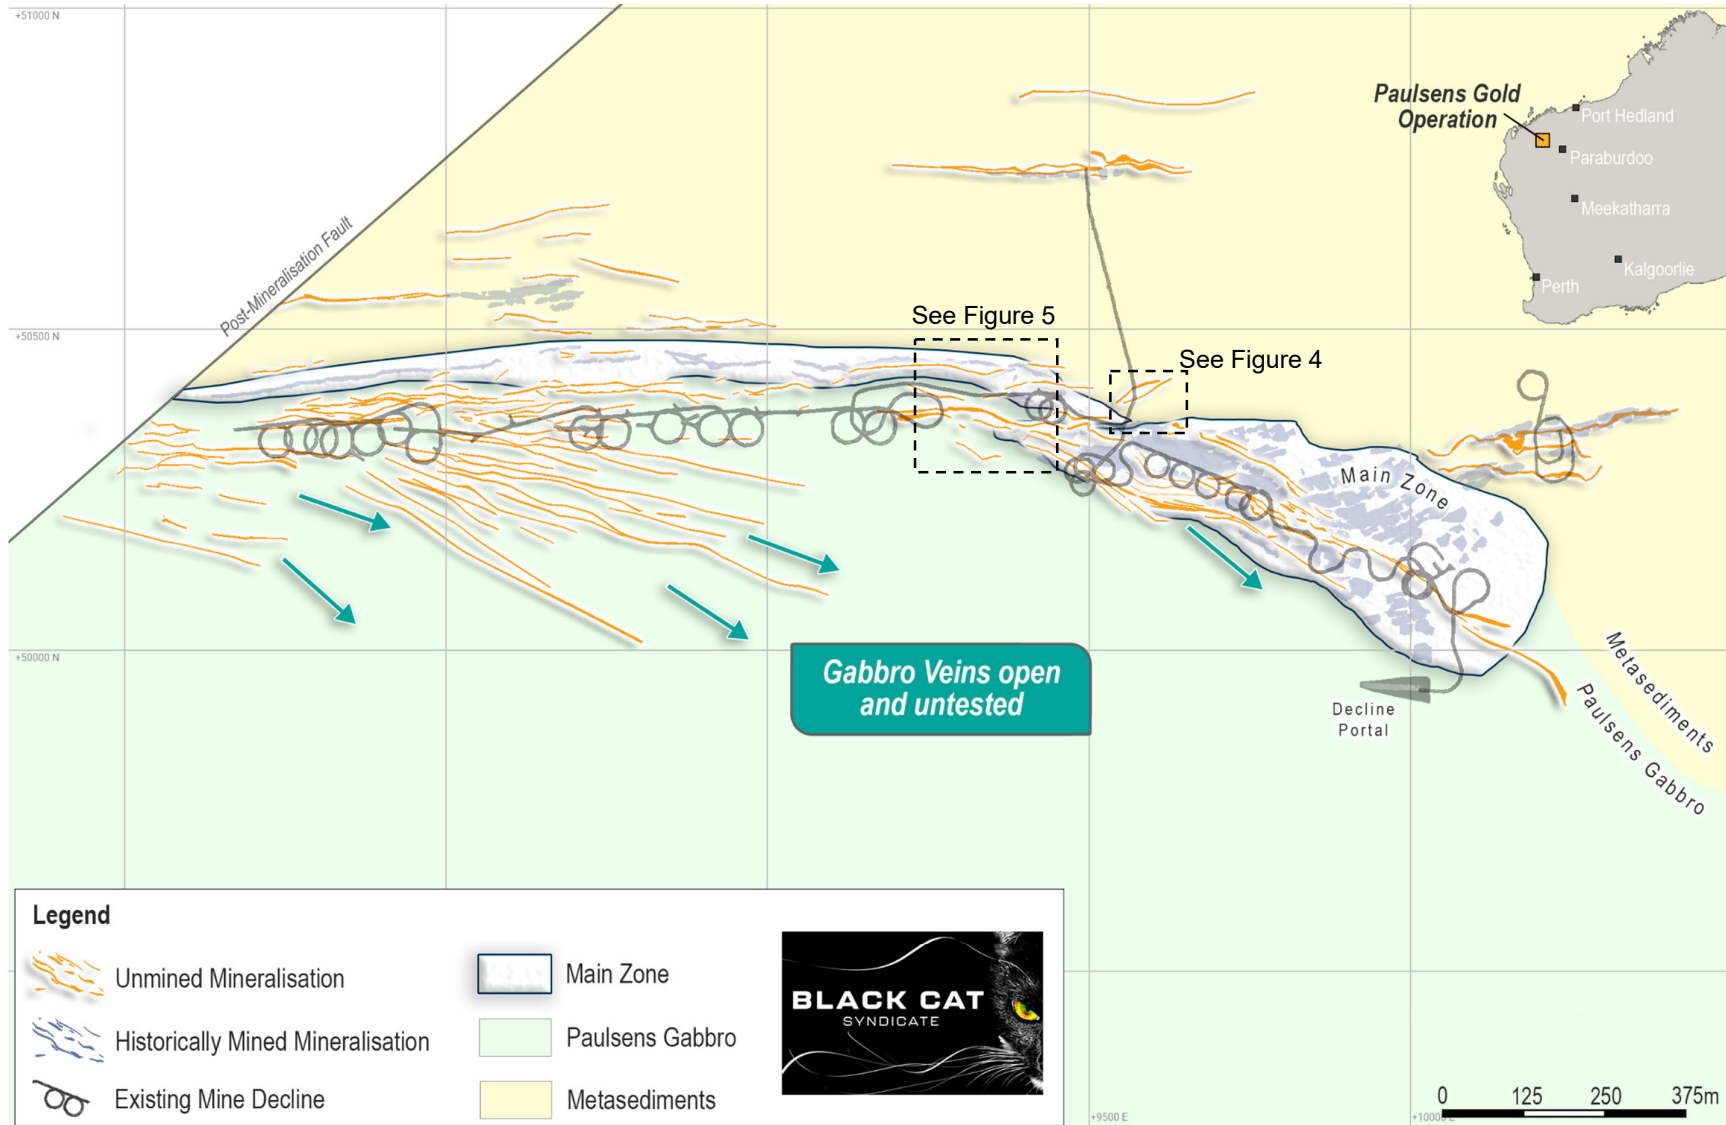 +51000 N
Paulsens Gold
Operation
Port Hedland
Paraburdoo
Meekatharra
Kalgoorlie
Perth
Post-Mineralisation Fault
+50500 N
See Figure 5
See Figure 4
Main Zone
+50000 N
Gabbro Veins open
and untested
Decline
Portal
Metasediments
Paulsens Gabbro
Legend
Unmined Mineralisation
Historically Mined Mineralisation
Existing Mine Decline
Main Zone
Paulsens Gabbro
Metasediments
BLACK CAT
SYNDICATE
+9500 E
+10000 E
0 125 250 375m